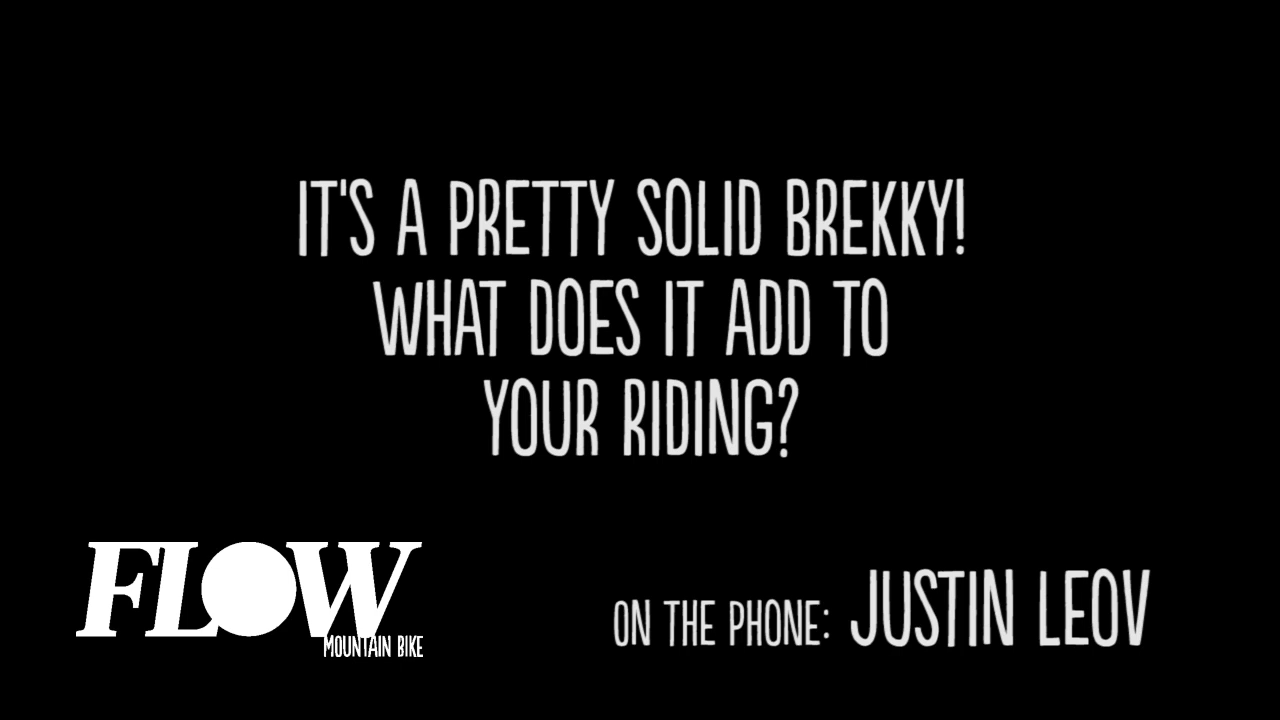 IT'S A PRETTY SOLID BREKKY!
WHAT DOES IT ADD TO
YOUR RIDING?
FLOW
MOUNTAIN BIKE
ON THE PHONE: JUSTIN LEOV